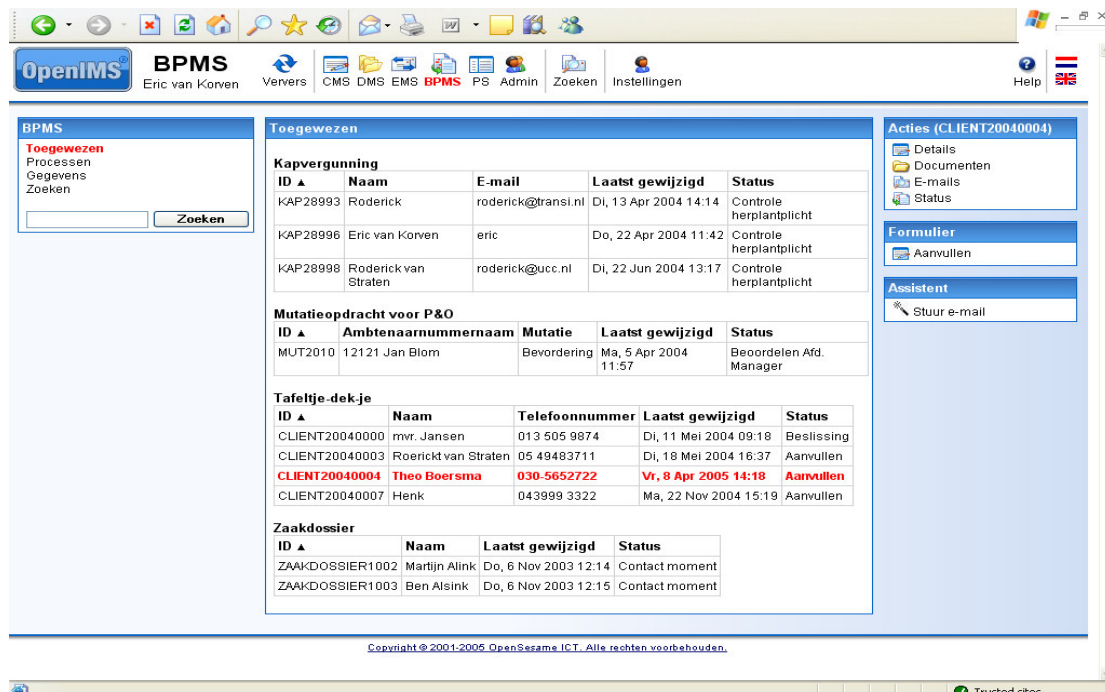 OpenIMS®
BPMS
Eric van Korven
Ververs
CMS DMS EMS BPMS PS Admin
Zoeken
Instellingen
Help
BPMS
Toegewezen
Processen
Gegevens
Zoeken
Zoeken
Toegewezen
Kapvergunning
ID ▲ Naam E-mail Laatst gewijzigd Status
KAP28993 Roderick roderick@transi.nl Di, 13 Apr 2004 14:14 Controle
herplantplicht
KAP28996 Eric van Korven eric Do, 22 Apr 2004 11:42 Controle
herplantplicht
KAP28998 Roderick van roderick@ucc.nl Di, 22 Jun 2004 13:17 Controle
Straten herplantplicht
Mutatieopdracht voor P&O
ID ▲ Ambtenaarnummernaam Mutatie Laatst gewijzigd Status
MUT2010 12121 Jan Blom Bevordering Ma, 5 Apr 2004 Beoordelen Afd.
11:57 Manager
Tafeltje-dek-je
ID ▲ Naam Telefoonnummer Laatst gewijzigd Status
CLIENT20040000 mvr. Jansen 013 505 9874 Di, 11 Mei 2004 09:18 Beslissing
CLIENT20040003 Roerickt van Straten 05 49483711 Di, 18 Mei 2004 16:37 Aanvullen
CLIENT20040004 Theo Boersma 030-5652722 Vr, 8 Apr 2005 14:18 Aanvullen
CLIENT20040007 Henk 043999 3322 Ma, 22 Nov 2004 15:19 Aanvullen
Zaakdossier
ID ▲ Naam Laatst gewijzigd Status
ZAAKDOSSIER1002 Martijn Alink Do, 6 Nov 2003 12:14 Contact moment
ZAAKDOSSIER1003 Ben Alsink Do, 6 Nov 2003 12:15 Contact moment
Acties (CLIENT20040004)
Details
Documenten
E-mails
Status
Formulier
Aanvullen
Assistent
Stuur e-mail
Copyright © 2001-2005 OpenSesame ICT. Alle rechten voorbehouden.
Trusted sites